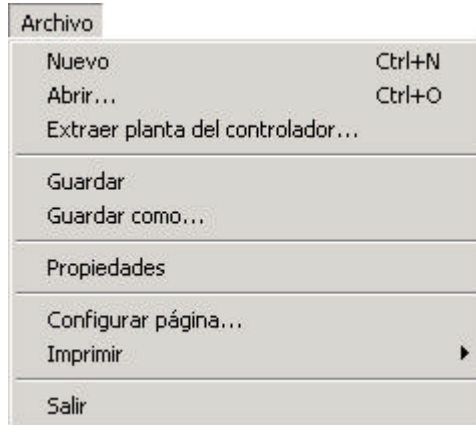 Archivo
Nuevo Ctrl+N
Abrir... Ctrl+O
Extraer planta del controlador...
Guardar
Guardar como...
Propiedades
Configurar página...
Imprimir
Salir